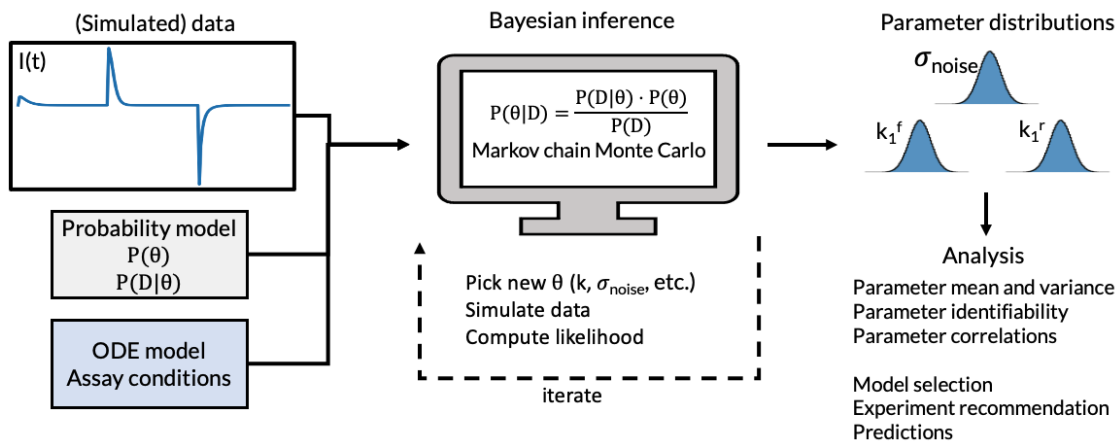 (Simulated) data
I(t)
Probability model
P(θ)
P(D|θ)
ODE model
Assay conditions
Bayesian inference
P(θ|D) = P(D|θ) · P(θ) / P(D)
Markov chain Monte Carlo
Pick new θ (k, σnoise, etc.)
Simulate data
Compute likelihood
iterate
Parameter distributions
σnoise
k₁ᶠ
k₁ʳ
Analysis
Parameter mean and variance
Parameter identifiability
Parameter correlations
Model selection
Experiment recommendation
Predictions